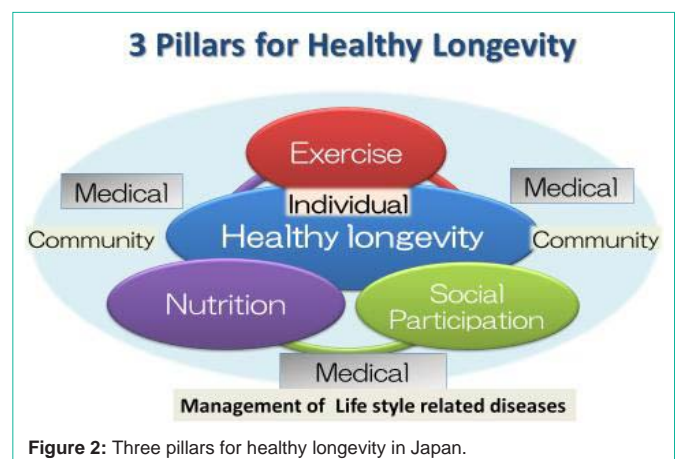 3 Pillars for Healthy Longevity
Exercise
Medical
Medical
Individual
Community
Healthy longevity
Community
Nutrition
Social
Participation
Medical
Management of Life style related diseases
Figure 2: Three pillars for healthy longevity in Japan.